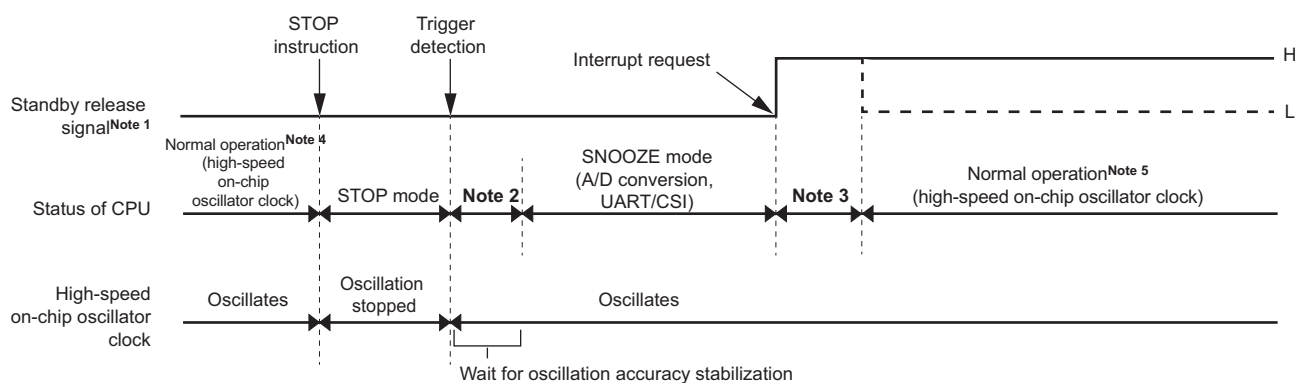 STOP
instruction
Trigger
detection
Interrupt request
H
Standby release
signalNote 1
L
Normal operationNote 4
(high-speed
on-chip
oscillator clock)
SNOOZE mode
(A/D conversion,
UART/CSI)
Normal operationNote 5
(high-speed on-chip oscillator clock)
Status of CPU
STOP mode
Note 2
Note 3
High-speed
on-chip oscillator
clock
Oscillates
Oscillation
stopped
Oscillates
Wait for oscillation accuracy stabilization